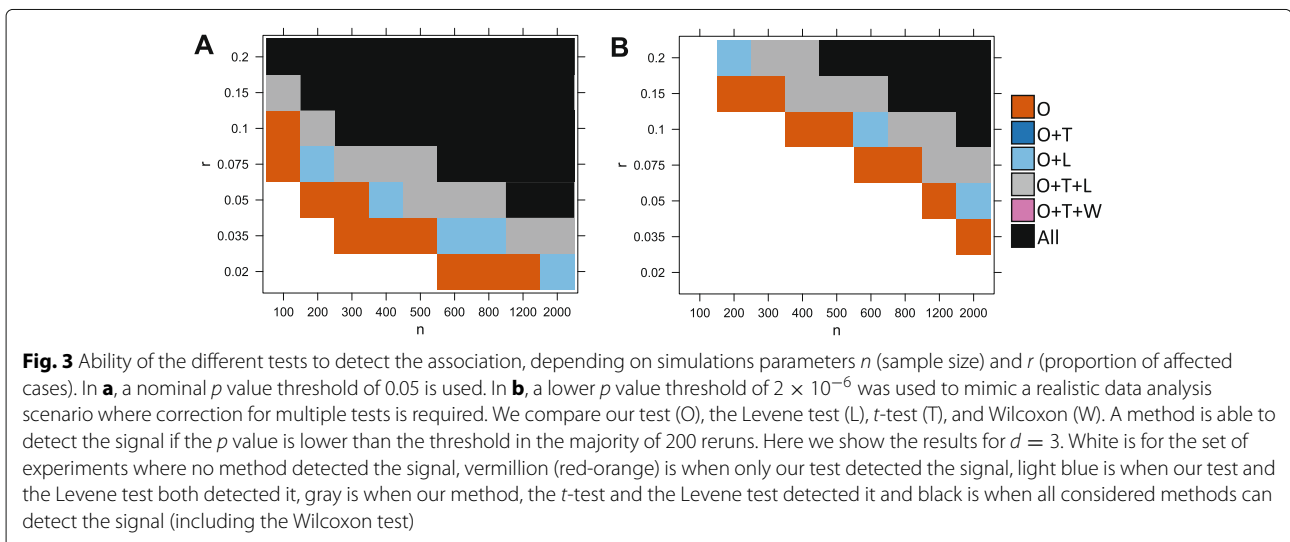 A
B
0.2
0.15
0.1
0.075
0.05
0.035
0.02
r
100 200 300 400 500 600 800 1200 2000
n
0.2
0.15
0.1
0.075
0.05
0.035
0.02
r
100 200 300 400 500 600 800 1200 2000
n
O
O+T
O+L
O+T+L
O+T+W
All
Fig. 3 Ability of the different tests to detect the association, depending on simulations parameters n (sample size) and r (proportion of affected
cases). In a, a nominal p value threshold of 0.05 is used. In b, a lower p value threshold of 2 × 10⁻⁶ was used to mimic a realistic data analysis
scenario where correction for multiple tests is required. We compare our test (O), the Levene test (L), t-test (T), and Wilcoxon (W). A method is able to
detect the signal if the p value is lower than the threshold in the majority of 200 reruns. Here we show the results for d = 3. White is for the set of
experiments where no method detected the signal, vermillion (red-orange) is when only our test detected the signal, light blue is when our test and
the Levene test both detected it, gray is when our method, the t-test and the Levene test detected it and black is when all considered methods can
detect the signal (including the Wilcoxon test)